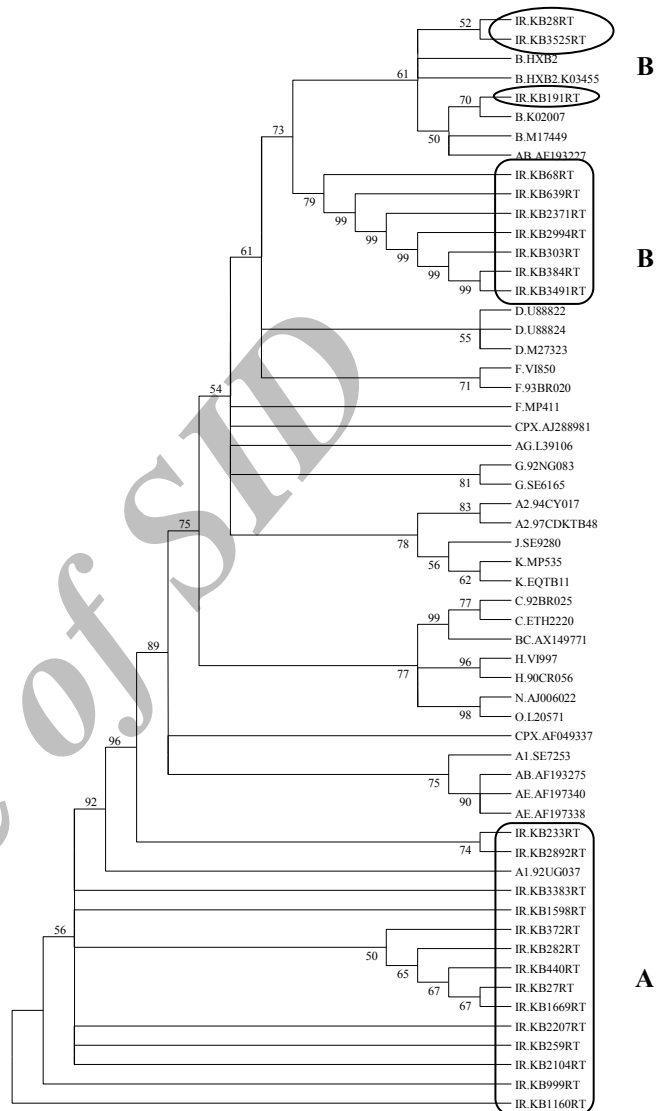 52
IR.KB28RT
IR.KB3525RT
B.HXB2
61
B.HXB2.K03455
B
70
IR.KB191RT
B.K02007
50
B.M17449
AB.AF193227
73
IR.KB68RT
79
IR.KB639RT
99
IR.KB2371RT
99
IR.KB2994RT
99
IR.KB303RT
B
61
99
IR.KB384RT
99
IR.KB3491RT
D.U88822
D.U88824
55
D.M27323
F.VI850
71
F.93BR020
54
F.MP411
CPX.AJ288981
AG.L39106
G.92NG083
81
G.SE6165
83
A2.94CY017
75
A2.97CDKTB48
78
J.SE9280
56
K.MP535
62
K.EQTB11
77
C.92BR025
99
C.ETH2220
BC.AX149771
89
96
H.VI997
77
H.90CR056
N.AJ006022
98
O.L20571
CPX.AF049337
96
A1.SE7253
75
AB.AF193275
90
AE.AF197340
AE.AF197338
92
IR.KB233RT
74
IR.KB2892RT
A1.92UG037
IR.KB3383RT
IR.KB1598RT
56
IR.KB372RT
50
IR.KB282RT
65
IR.KB440RT
A
67
IR.KB27RT
67
IR.KB1669RT
IR.KB2207RT
IR.KB259RT
IR.KB2104RT
IR.KB999RT
IR.KB1160RT
of SID